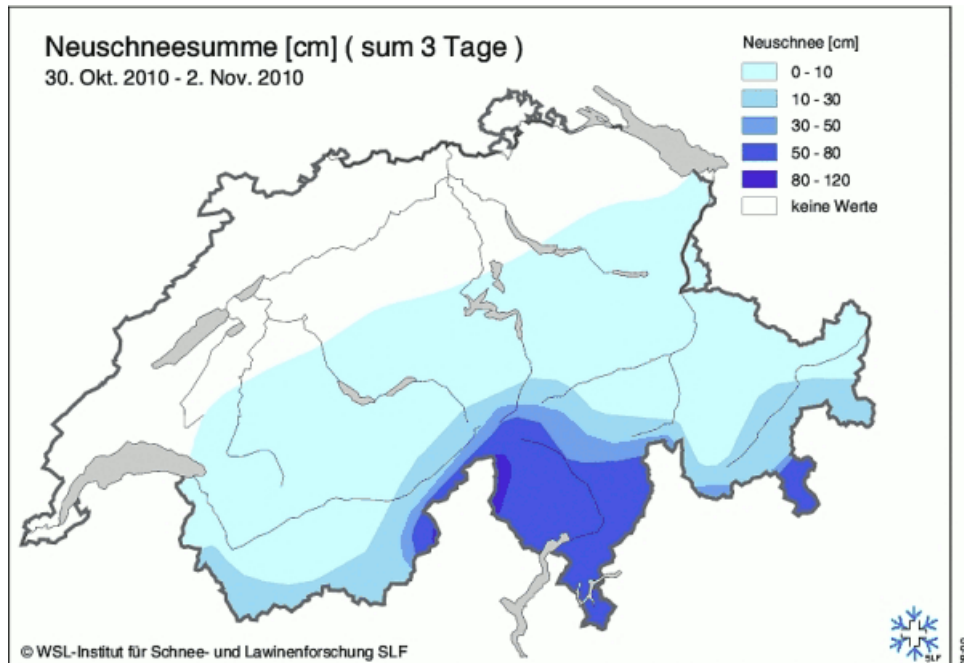 Neuschneesumme [cm] ( sum 3 Tage )
30. Okt. 2010 - 2. Nov. 2010
Neuschnee [cm]
0 - 10
10 - 30
30 - 50
50 - 80
80 - 120
keine Werte
© WSL-Institut für Schnee- und Lawinenforschung SLF
SLF